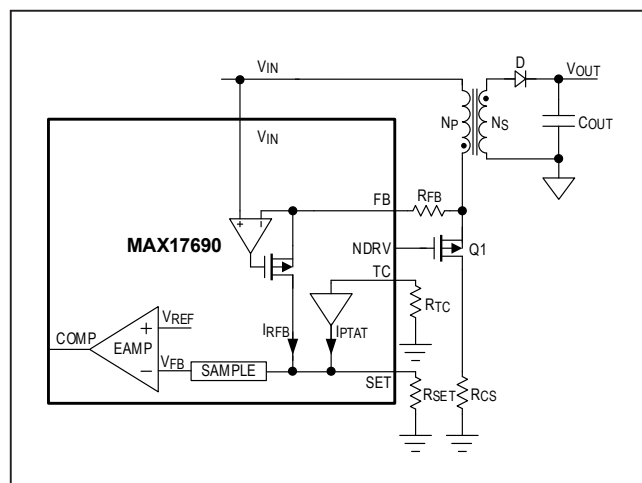 VIN
D
VOUT
NP
NS
COUT
VIN
FB
RFB
MAX17690
NDRV
Q1
TC
RTC
COMP
VREF
EAMP
IRFB
IPTAT
VFB
SAMPLE
SET
RSET
RCS